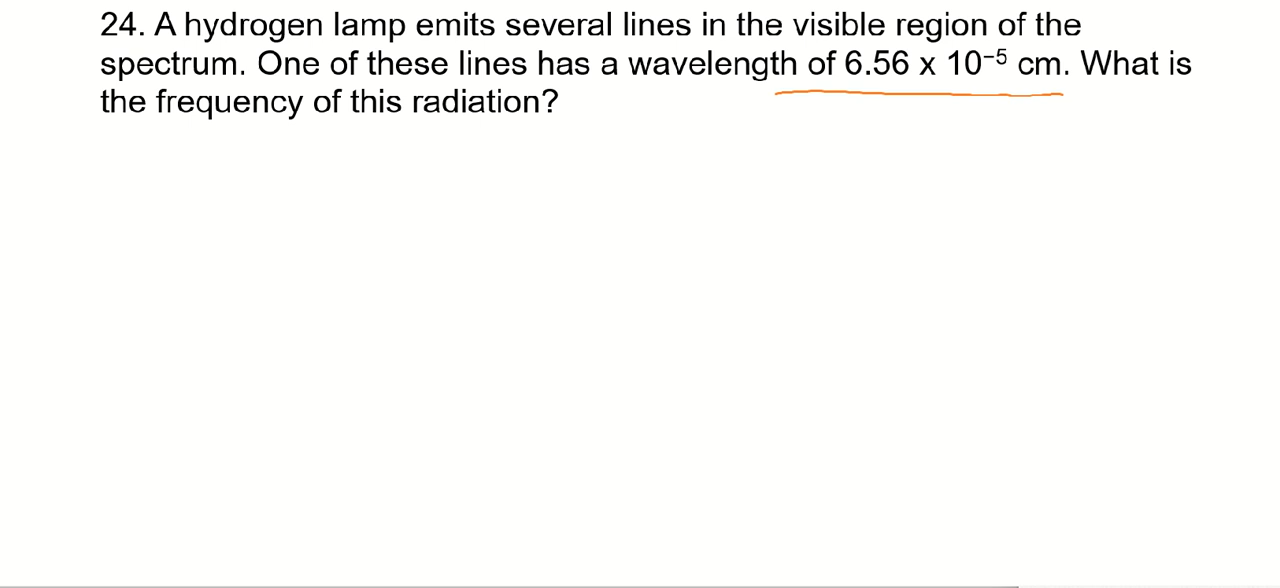 24. A hydrogen lamp emits several lines in the visible region of the
spectrum. One of these lines has a wavelength of 6.56 x 10⁻⁵ cm. What is
the frequency of this radiation?